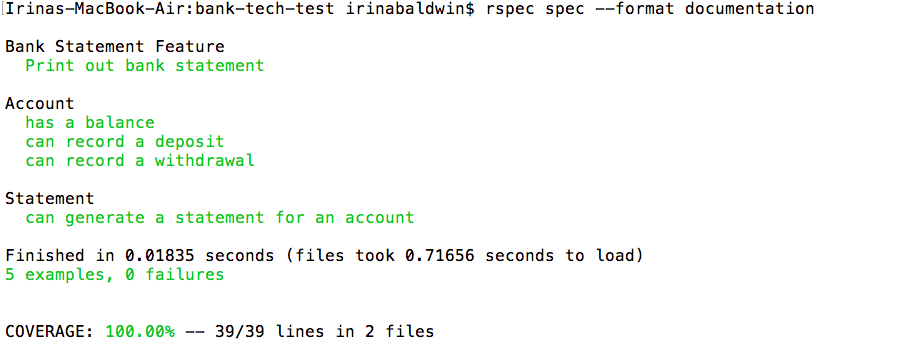 Irinas-MacBook-Air:bank-tech-test irinabaldwin$ rspec spec --format documentation
Bank Statement Feature
Print out bank statement
Account
has a balance
can record a deposit
can record a withdrawal
Statement
can generate a statement for an account
Finished in 0.01835 seconds (files took 0.71656 seconds to load)
5 examples, 0 failures
COVERAGE: 100.00% -- 39/39 lines in 2 files